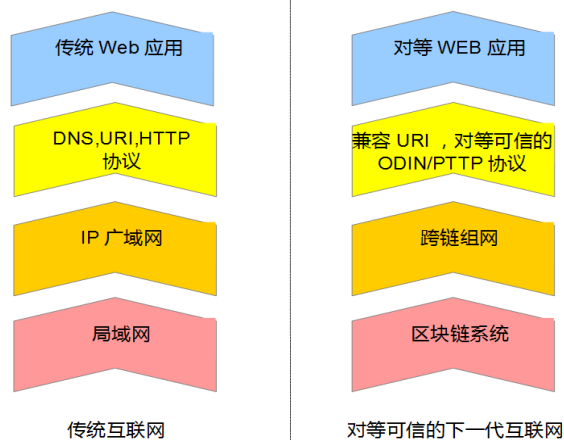 传统 Web 应用
DNS,URI,HTTP
协议
IP 广域网
局域网
传统互联网
对等 WEB 应用
兼容 URI ，对等可信的
ODIN/PTTP 协议
跨链组网
区块链系统
对等可信的下一代互联网